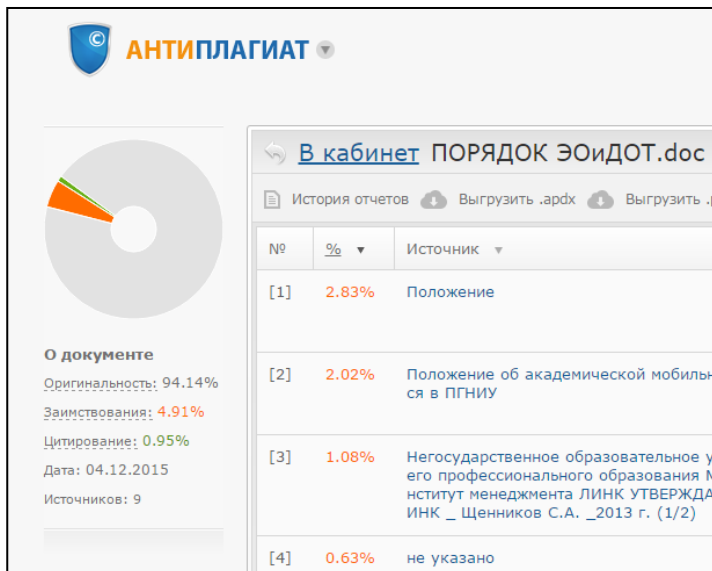 ©
АНТИПЛАГИАТ
В кабинет ПОРЯДОК ЭОиДОТ.doc
История отчетов Выгрузить .apdx Выгрузить .
№ % Источник
[1] 2.83% Положение
[2] 2.02% Положение об академической мобильн
ся в ПГНИУ
[3] 1.08% Негосударственное образовательное у
его профессионального образования М
нститут менеджмента ЛИНК УТВЕРЖДА
ИНК _ Щенников С.А. _2013 г. (1/2)
[4] 0.63% не указано
О документе
Оригинальность: 94.14%
Заимствования: 4.91%
Цитирование: 0.95%
Дата: 04.12.2015
Источников: 9